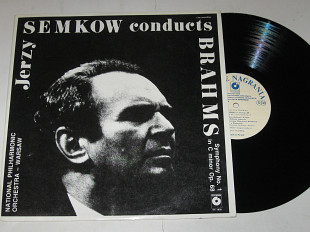 Jerzy
SEMKOW conducts
BRAHMS
Symphony No. 1
in C minor Op. 68
NATIONAL PHILHARMONIC
ORCHESTRA – WARSAW
NAGRANIA